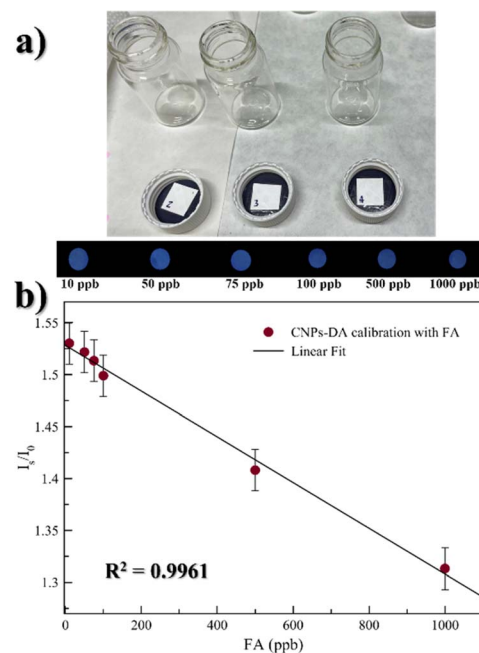 a)
2
3
4
10 ppb 50 ppb 75 ppb 100 ppb 500 ppb 1000 ppb
b)
CNPs-DA calibration with FA
Linear Fit
1.55
1.5
1.45
1.4
1.35
1.3
I_s/I_0
R² = 0.9961
0 200 400 600 800 1000
FA (ppb)